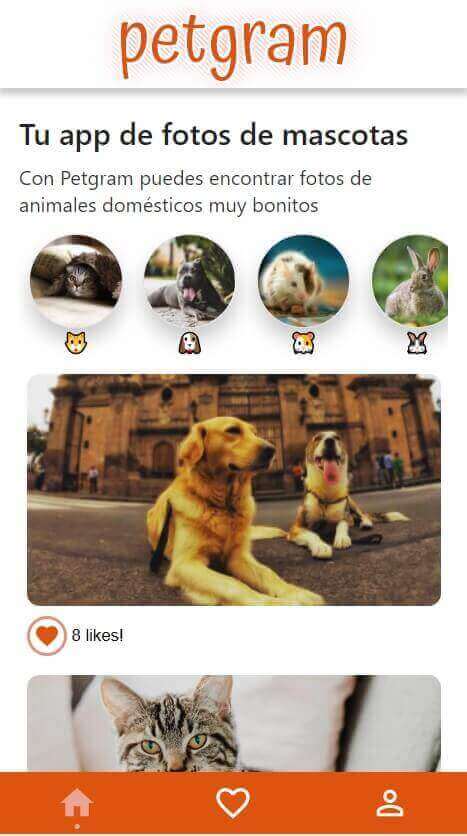 petgram
Tu app de fotos de mascotas
Con Petgram puedes encontrar fotos de
animales domésticos muy bonitos
8 likes!